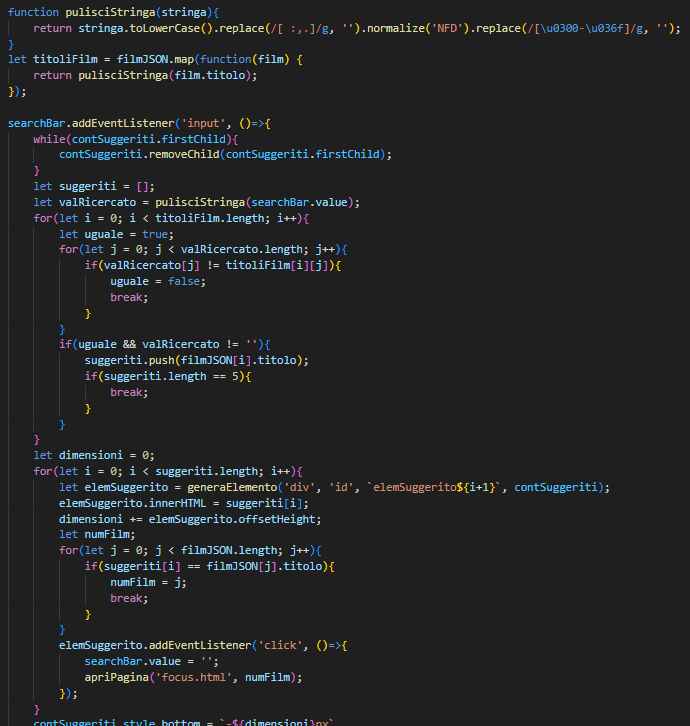 function pulisciStringa(stringa){
    return stringa.toLowerCase().replace(/[ :,.]/g, '').normalize('NFD').replace(/[\u0300-\u036f]/g, '');
}
let titoliFilm = filmJSON.map(function(film) {
    return pulisciStringa(film.titolo);
});

searchBar.addEventListener('input', ()=>{
    while(contSuggeriti.firstChild){
        contSuggeriti.removeChild(contSuggeriti.firstChild);
    }
    let suggeriti = [];
    let valRicercato = pulisciStringa(searchBar.value);
    for(let i = 0; i < titoliFilm.length; i++){
        let uguale = true;
        for(let j = 0; j < valRicercato.length; j++){
            if(valRicercato[j] != titoliFilm[i][j]){
                uguale = false;
                break;
            }
        }
        if(uguale && valRicercato != ''){
            suggeriti.push(filmJSON[i].titolo);
            if(suggeriti.length == 5){
                break;
            }
        }
    }
    let dimensioni = 0;
    for(let i = 0; i < suggeriti.length; i++){
        let elemSuggerito = generaElemento('div', 'id', `elemSuggerito${i+1}`, contSuggeriti);
        elemSuggerito.innerHTML = suggeriti[i];
        dimensioni += elemSuggerito.offsetHeight;
        let numFilm;
        for(let j = 0; j < filmJSON.length; j++){
            if(suggeriti[i] == filmJSON[j].titolo){
                numFilm = j;
                break;
            }
        }
        elemSuggerito.addEventListener('click', ()=>{
            searchBar.value = '';
            apriPagina('focus.html', numFilm);
        });
    }
    contSuggeriti.style.bottom = `-${dimensioni}px`